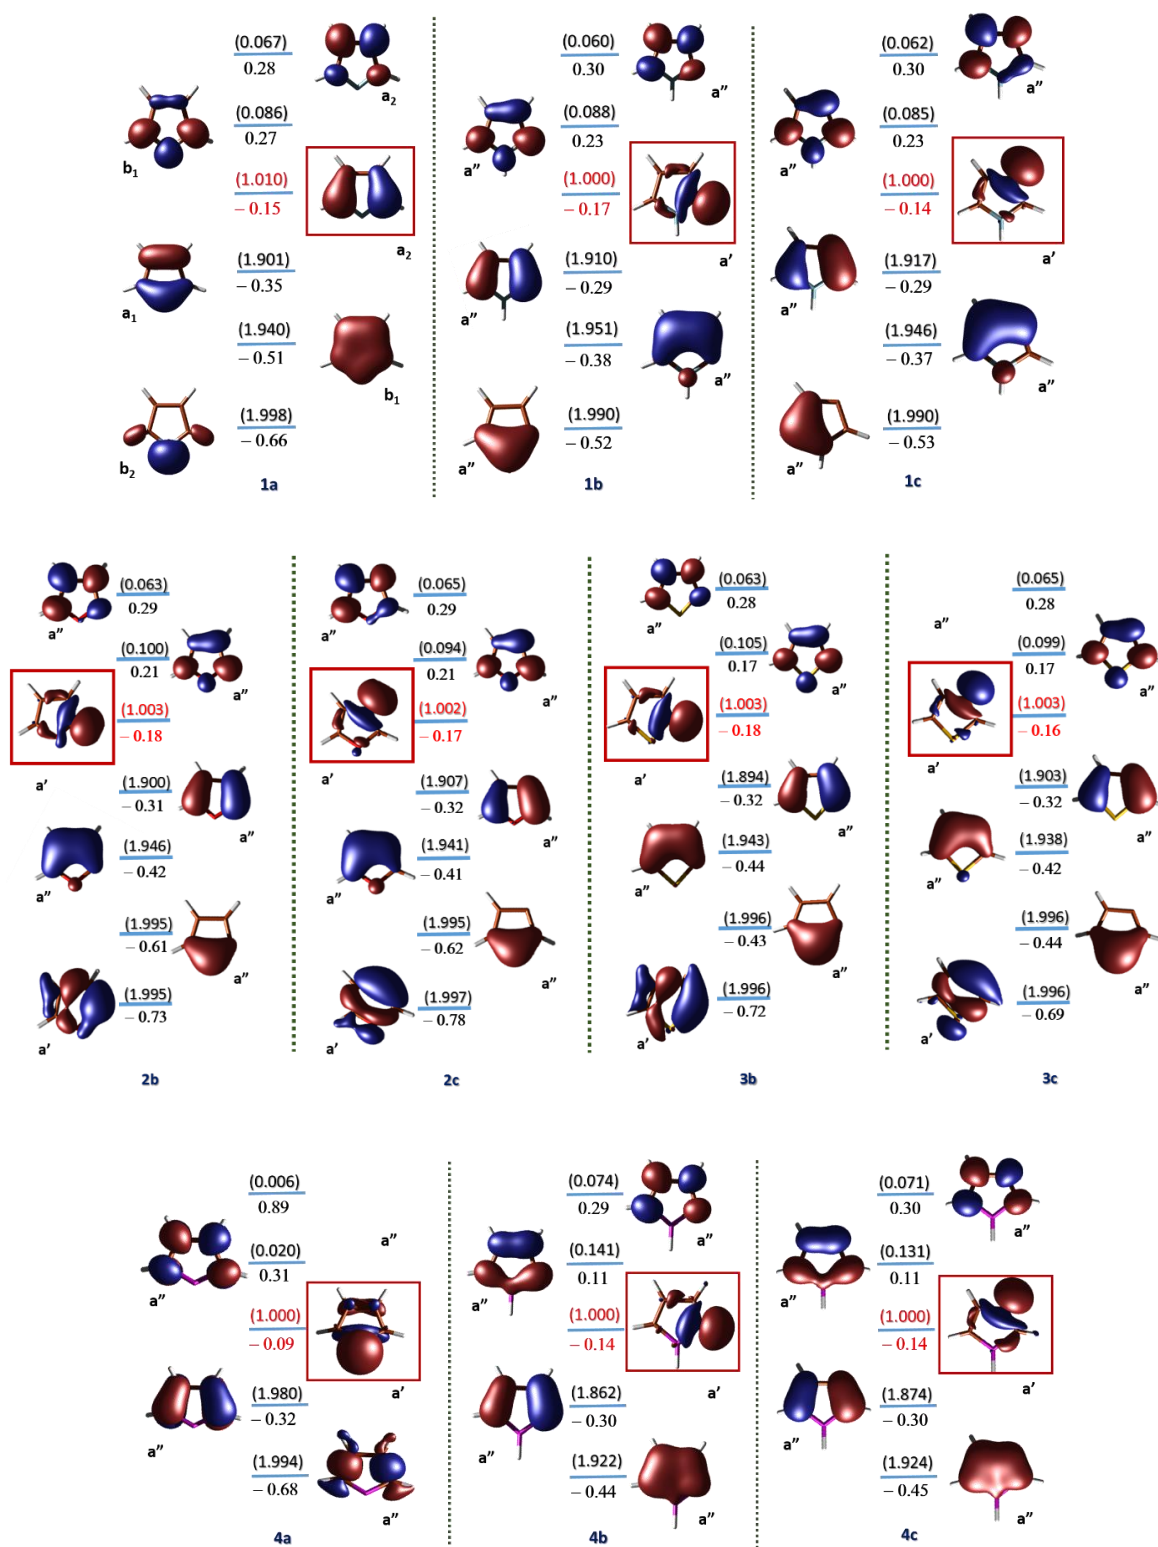 (0.067)
0.28
a2
(0.086)
0.27
b1
(1.010)
– 0.15
a2
(1.901)
– 0.35
a1
(1.940)
– 0.51
b1
(1.998)
– 0.66
b2
1a
(0.060)
0.30
a”
(0.088)
0.23
a”
(1.000)
– 0.17
a’
(1.910)
– 0.29
a”
(1.951)
– 0.38
a”
(1.990)
– 0.52
a”
1b
(0.062)
0.30
a”
(0.085)
0.23
a”
(1.000)
– 0.14
a’
(1.917)
– 0.29
a”
(1.946)
– 0.37
a”
(1.990)
– 0.53
a”
1c
(0.063)
0.29
a”
(0.100)
0.21
a”
(1.003)
– 0.18
a’
(1.900)
– 0.31
a”
(1.946)
– 0.42
a”
(1.995)
– 0.61
a”
(1.995)
– 0.73
a’
2b
(0.065)
0.29
a”
(0.094)
0.21
a”
(1.002)
– 0.17
a’
(1.907)
– 0.32
a”
(1.941)
– 0.41
a”
(1.995)
– 0.62
a”
(1.997)
– 0.78
a’
2c
(0.063)
0.28
a”
(0.105)
0.17
a”
(1.003)
– 0.18
a’
(1.894)
– 0.32
a”
(1.943)
– 0.44
a”
(1.996)
– 0.43
a”
(1.996)
– 0.72
a’
3b
(0.065)
0.28
a”
(0.099)
0.17
a”
(1.003)
– 0.16
a’
(1.903)
– 0.32
a”
(1.938)
– 0.42
a”
(1.996)
– 0.44
a”
(1.996)
– 0.69
a’
3c
(0.006)
0.89
a”
(0.020)
0.31
a”
(1.000)
– 0.09
a’
(1.980)
– 0.32
a”
(1.994)
– 0.68
a”
4a
(0.074)
0.29
a”
(0.141)
0.11
a”
(1.000)
– 0.14
a’
(1.862)
– 0.30
a”
(1.922)
– 0.44
a”
4b
(0.071)
0.30
a”
(0.131)
0.11
a”
(1.000)
– 0.14
a’
(1.874)
– 0.30
a”
(1.924)
– 0.45
a”
4c